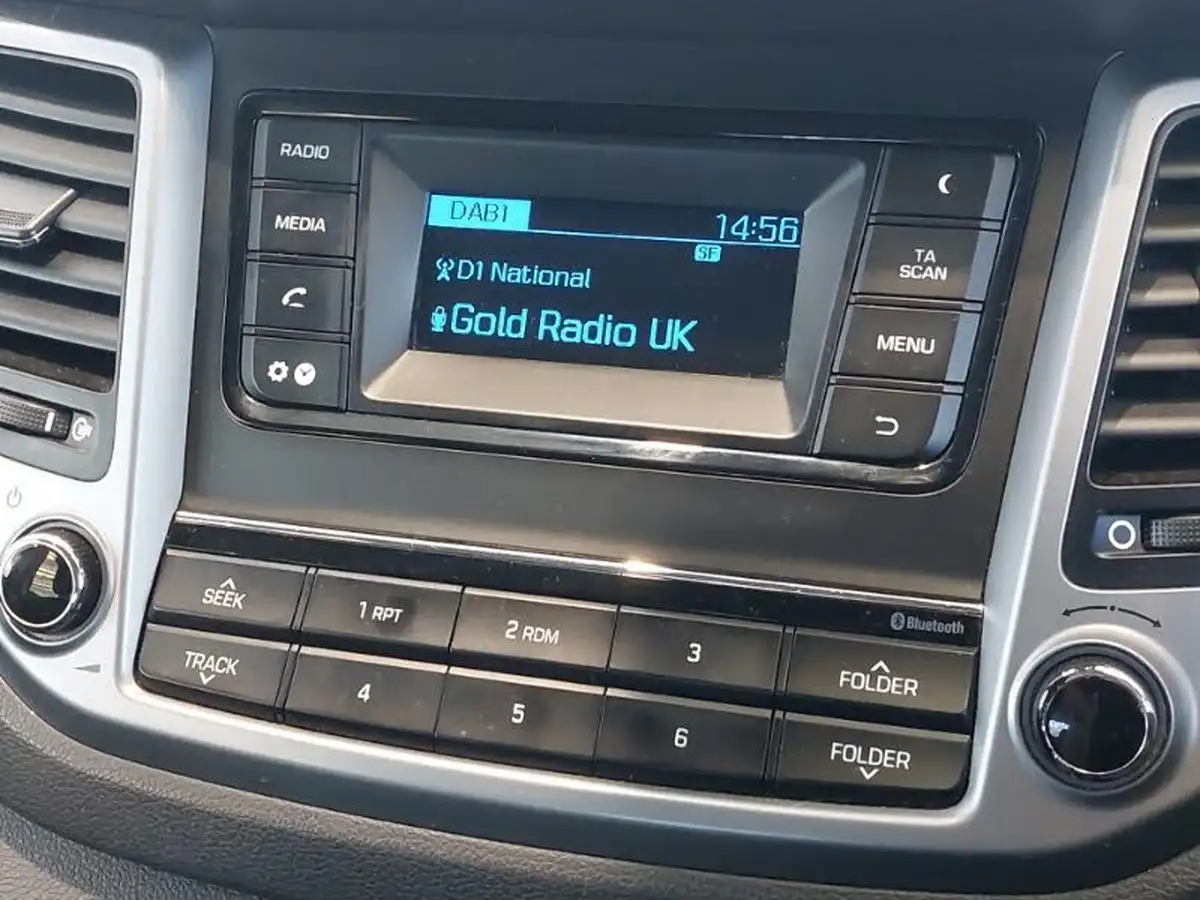 RADIO
MEDIA
DAB1 14:56
SF
D1 National
Gold Radio UK
TA
SCAN
MENU
Bluetooth
SEEK
1 RPT
2 RDM
3
FOLDER
TRACK
4
5
6
FOLDER